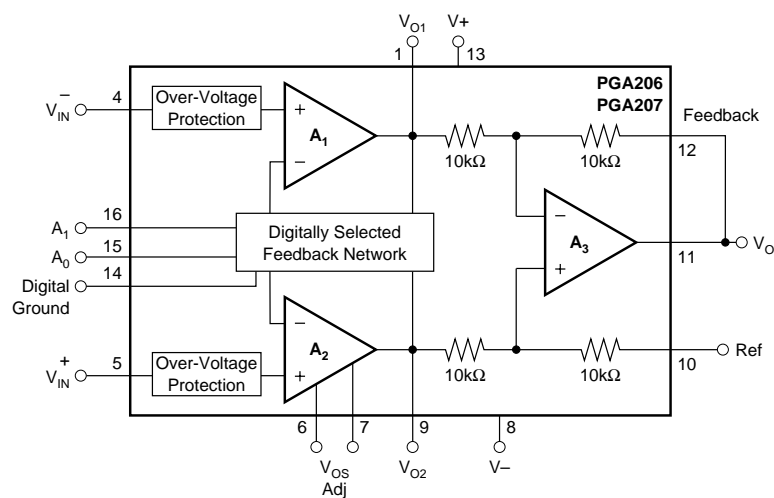 V_O1
V+
1
13
PGA206
PGA207
V_IN^–
4
Over-Voltage
Protection
+
A_1
–
10kΩ
10kΩ
Feedback
12
A_1
16
A_0
15
Digital
Ground
14
Digitally Selected
Feedback Network
–
A_3
+
11
V_O
V_IN^+
5
Over-Voltage
Protection
–
A_2
+
10kΩ
10kΩ
10
Ref
6
7
9
8
V_OS
Adj
V_O2
V–